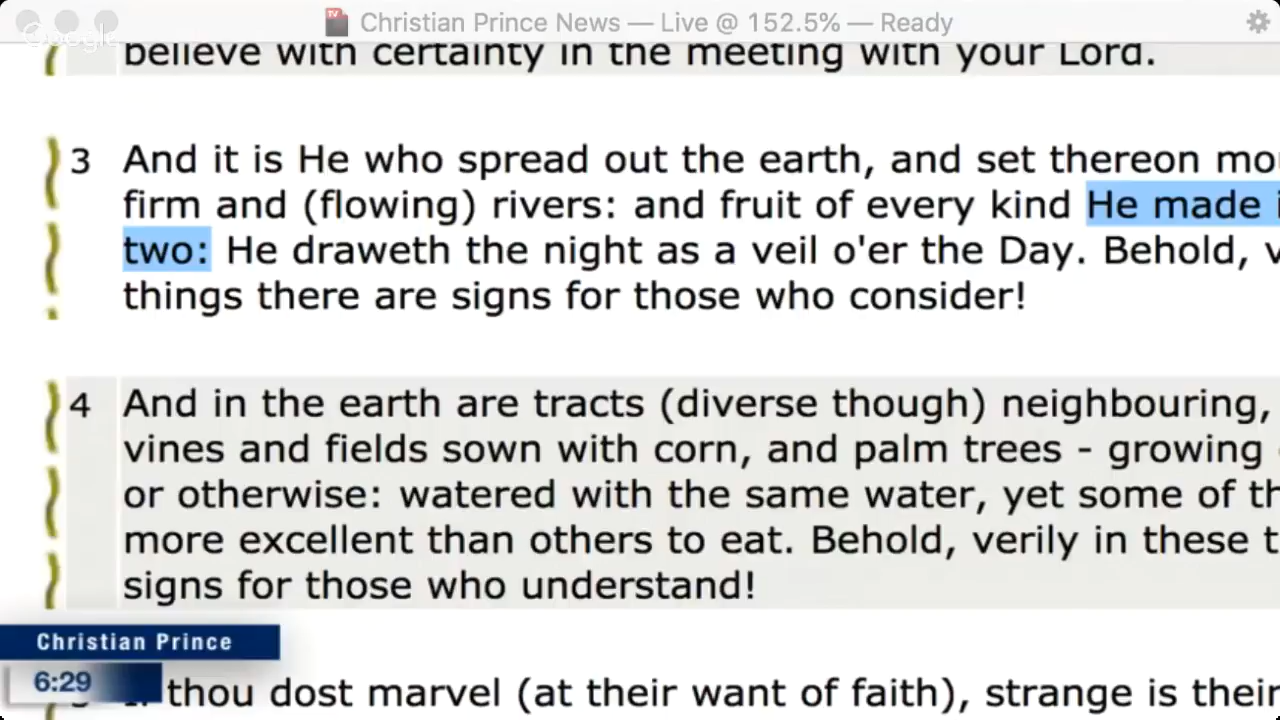 Christian Prince News — Live @ 152.5% — Ready
Google
believe with certainty in the meeting with your Lord.
3 And it is He who spread out the earth, and set thereon
firm and (flowing) rivers: and fruit of every kind He made
two: He draweth the night as a veil o'er the Day. Behold,
things there are signs for those who consider!
4 And in the earth are tracts (diverse though) neighbouring,
vines and fields sown with corn, and palm trees - growing
or otherwise: watered with the same water, yet some of
more excellent than others to eat. Behold, verily in these
signs for those who understand!
Christian Prince
6:29
thou dost marvel (at their want of faith), strange is their